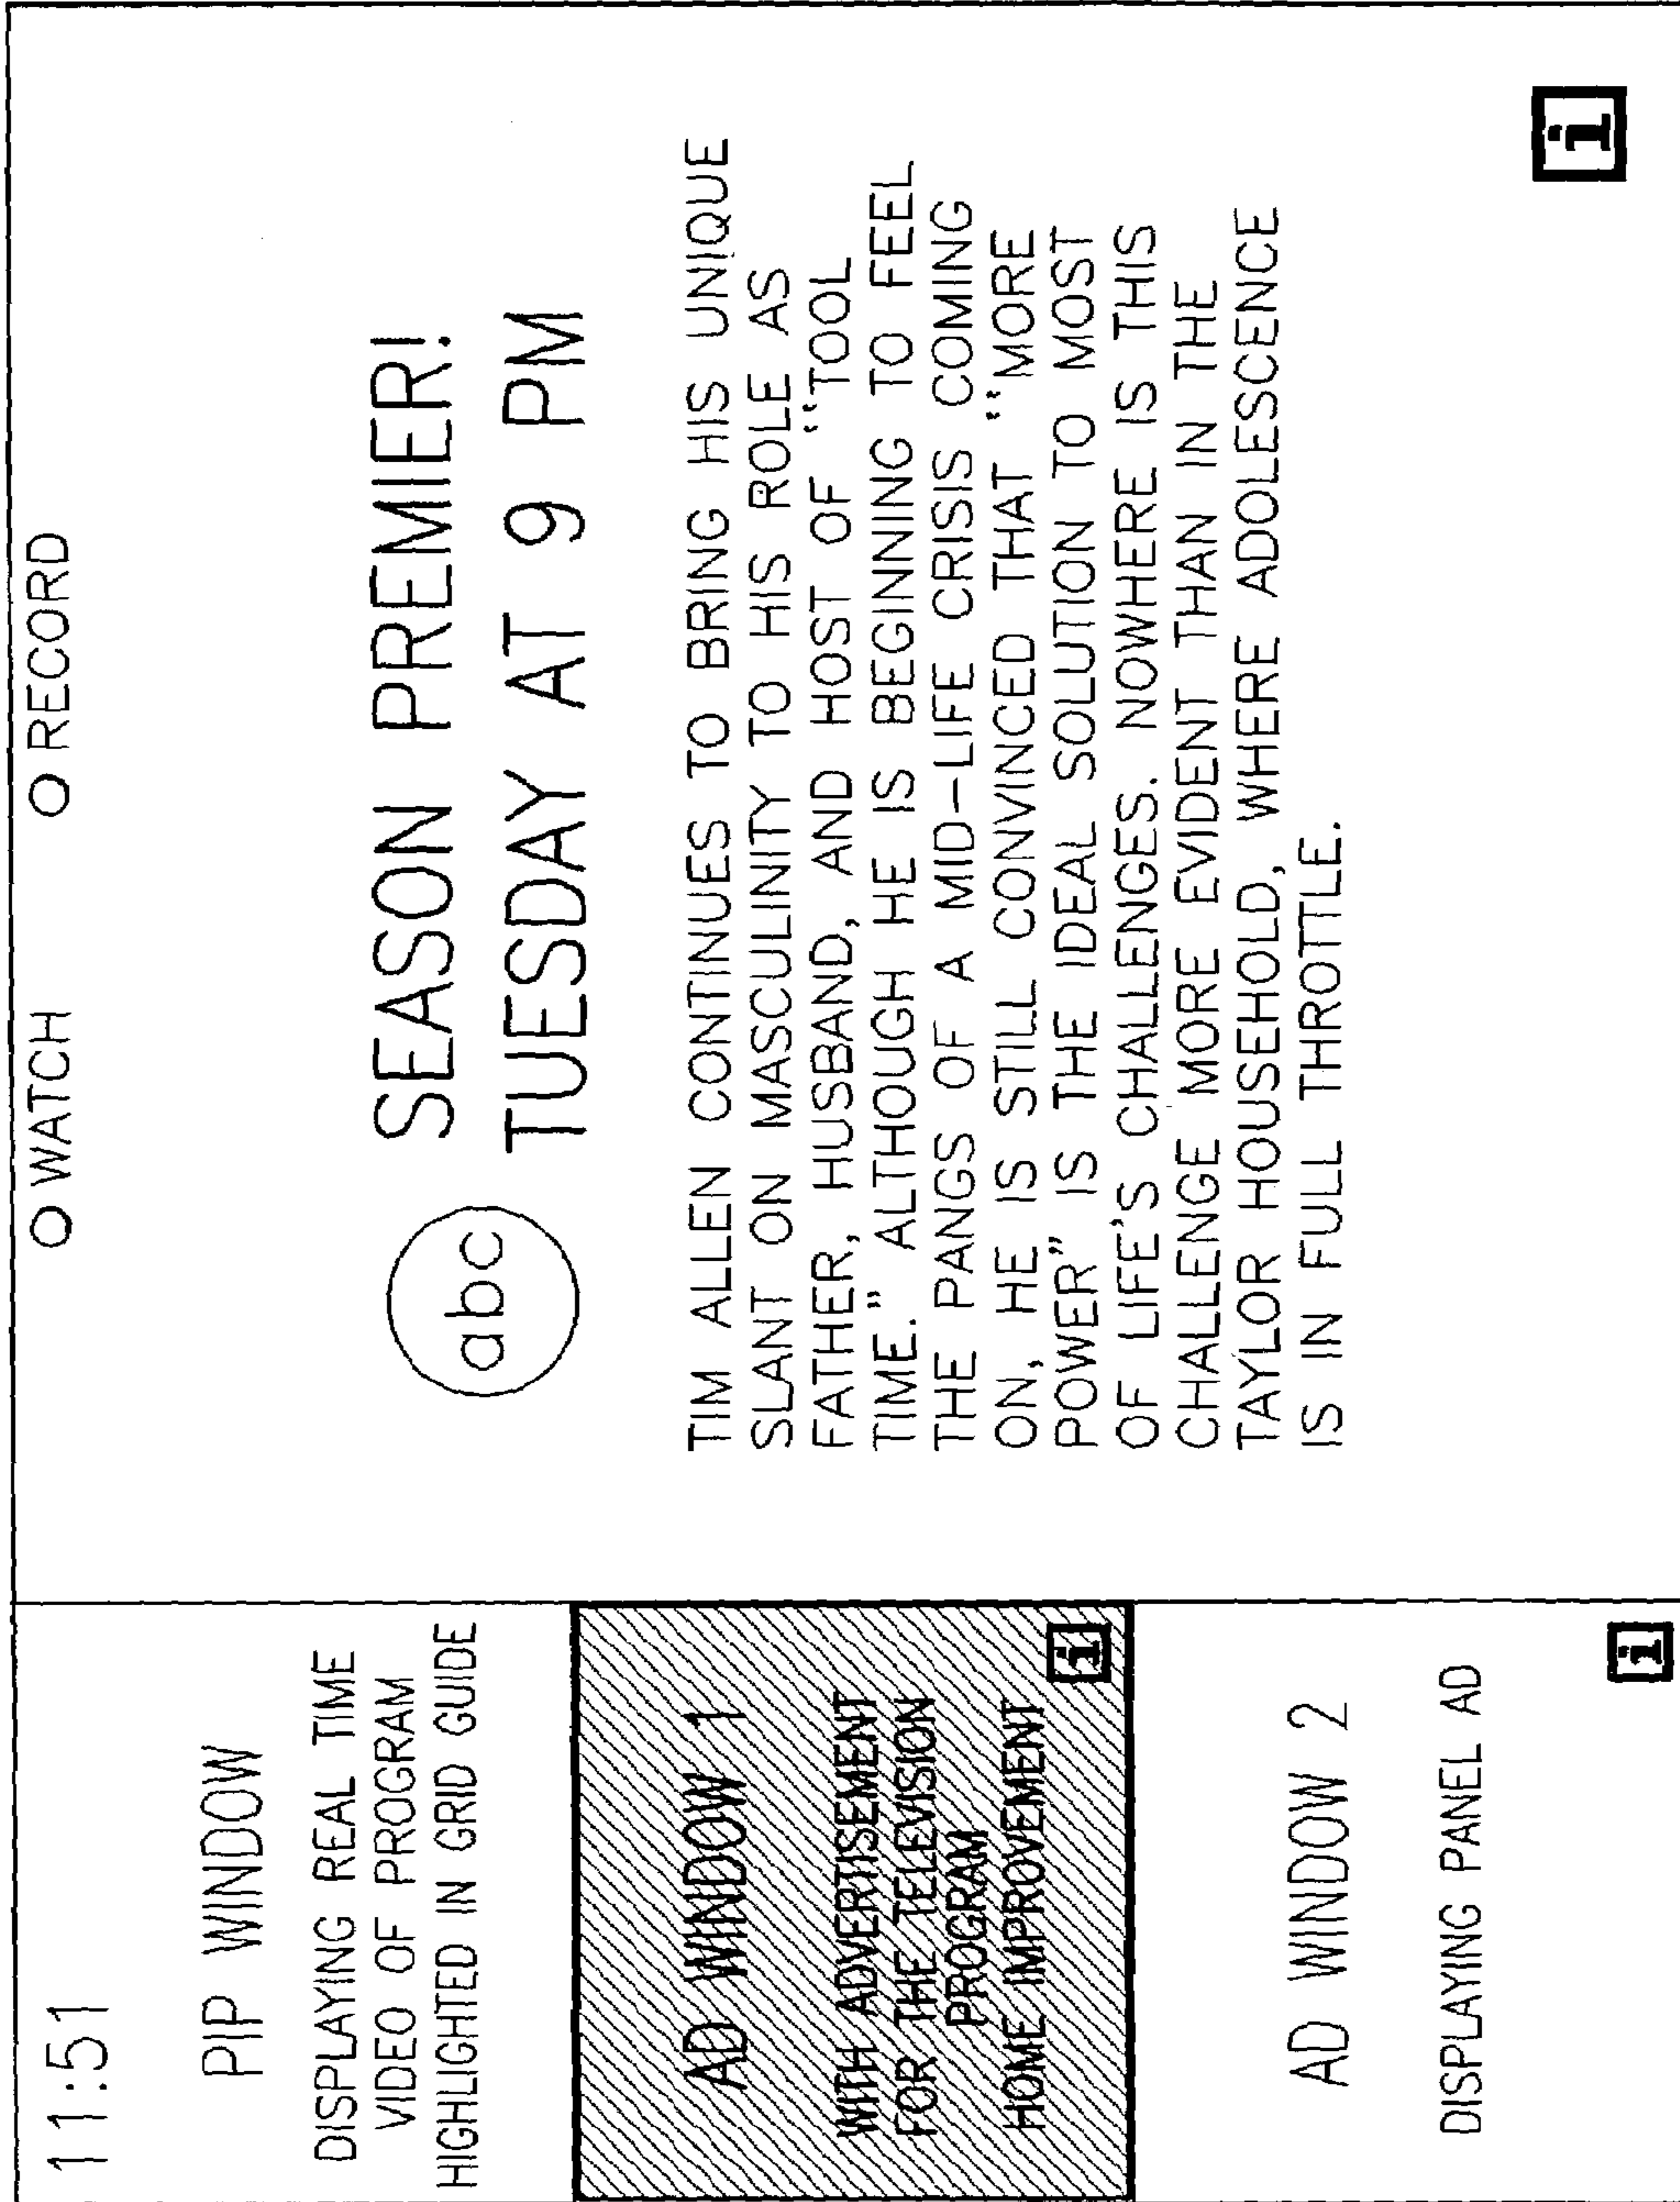 11:51
○ WATCH ○ RECORD
PIP WINDOW
DISPLAYING REAL TIME
VIDEO OF PROGRAM
HIGHLIGHTED IN GRID GUIDE
AD WINDOW 1
WITH ADVERTISEMENT
FOR THE TELEVISION
PROGRAM
HOME IMPROVEMENT
i
AD WINDOW 2
DISPLAYING PANEL AD
i
abc
SEASON PREMIER!
TUESDAY AT 9 PM
TIM ALLEN CONTINUES TO BRING HIS UNIQUE
SLANT ON MASCULINITY TO HIS ROLE AS
FATHER, HUSBAND, AND HOST OF "TOOL
TIME." ALTHOUGH HE IS BEGINNING TO FEEL
THE PANGS OF A MID-LIFE CRISIS COMING
ON, HE IS STILL CONVINCED THAT "MORE
POWER" IS THE IDEAL SOLUTION TO MOST
OF LIFE'S CHALLENGES. NOWHERE IS THIS
CHALLENGE MORE EVIDENT THAN IN THE
TAYLOR HOUSEHOLD, WHERE ADOLESCENCE
IS IN FULL THROTTLE.
i